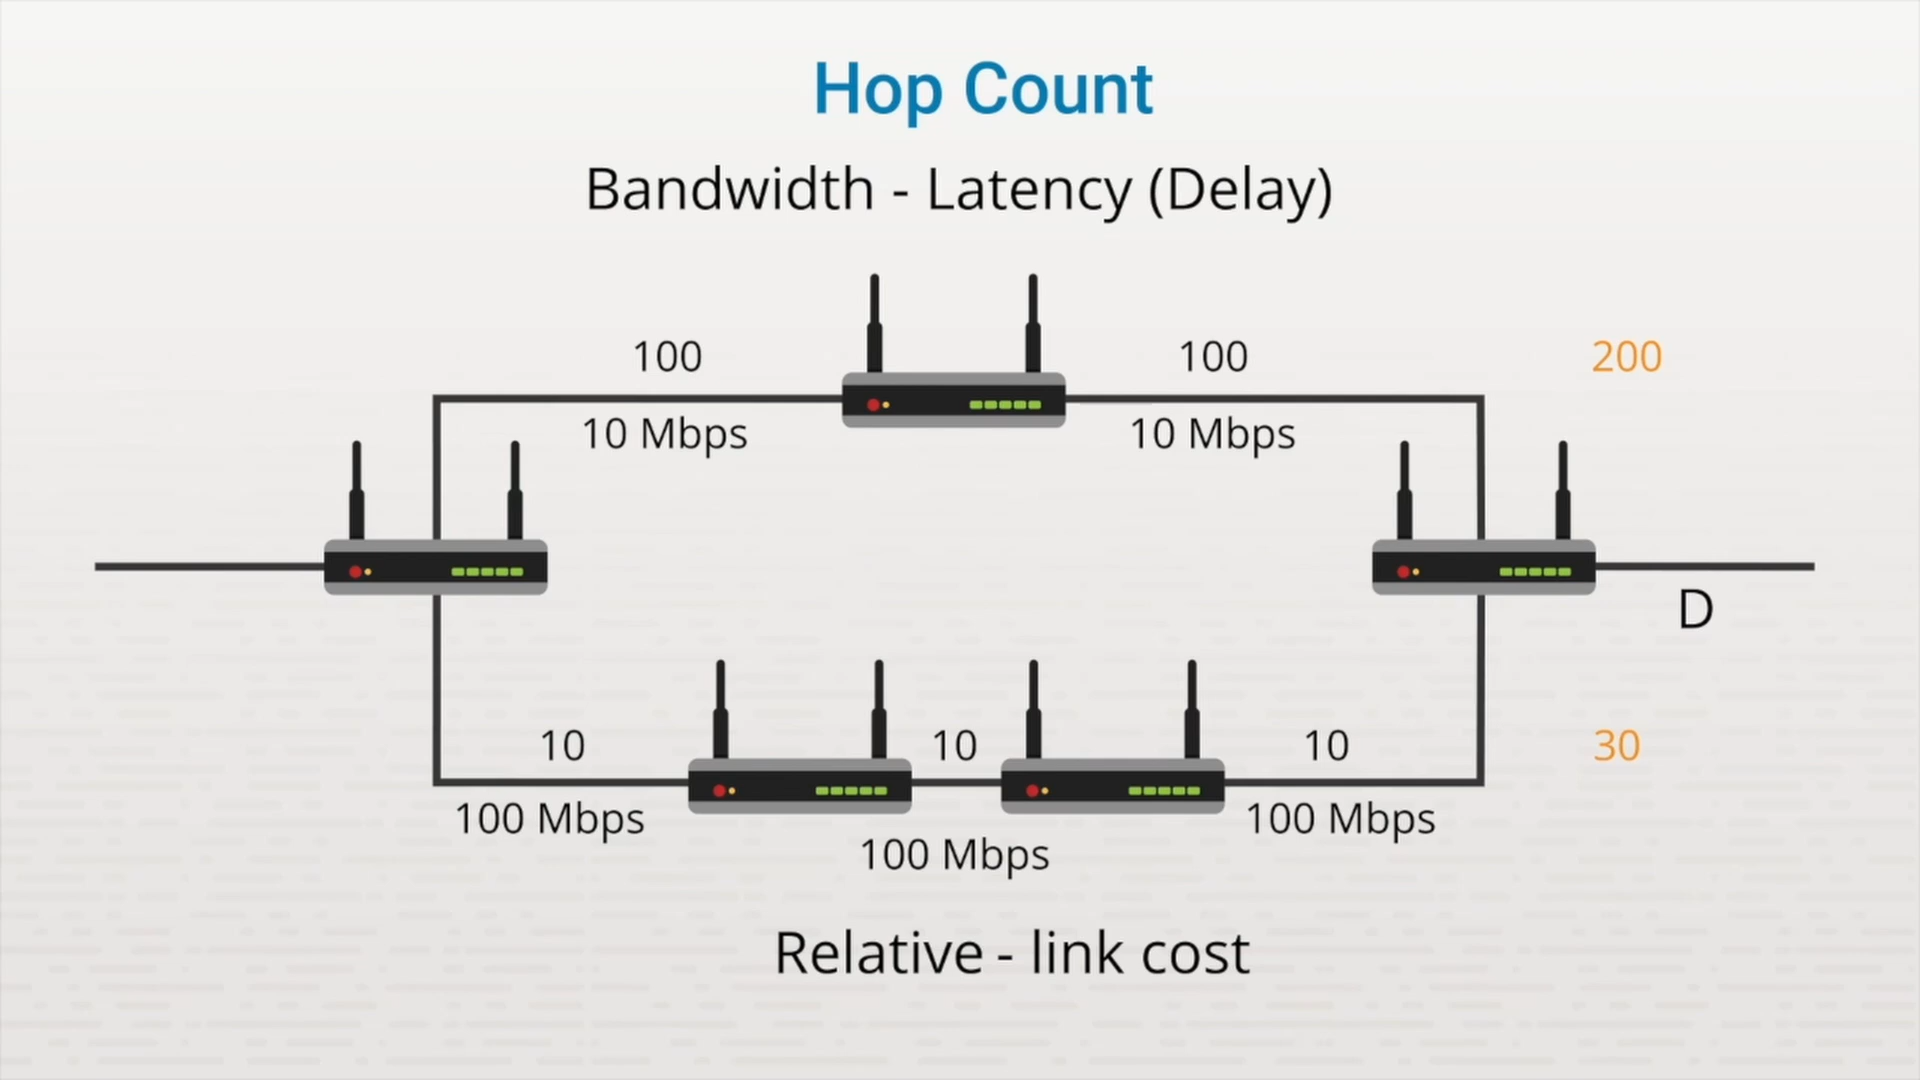 Hop Count
Bandwidth - Latency (Delay)
100
100
200
10 Mbps
10 Mbps
D
10
10
10
30
100 Mbps
100 Mbps
100 Mbps
Relative - link cost